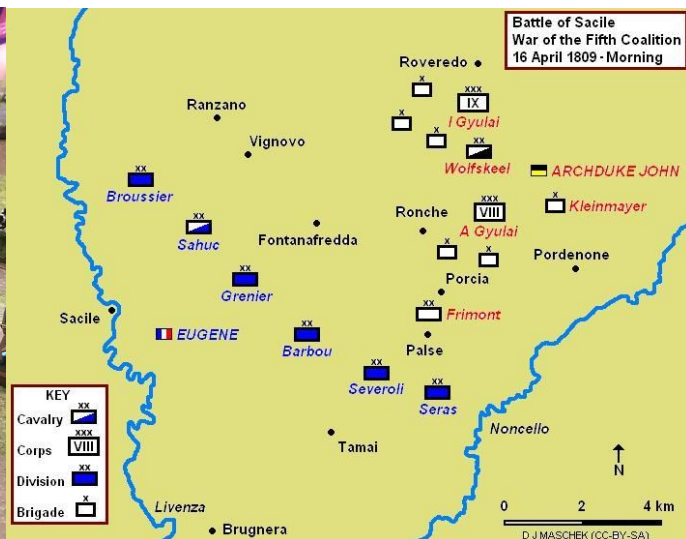 Battle of Sacile
War of the Fifth Coalition
16 April 1809 - Morning
Roveredo
x
xxx
IX
I Gyulai
x
x
Ranzano
Vignovo
xx
Wolfskeel
xx
Broussier
ARCHDUKE JOHN
x
Kleinmayer
xxx
VIII
A Gyulai
Ronche
xx
Sahuc
Fontanafredda
x
x
Pordenone
xx
Grenier
Porcia
xx
Frimont
Sacile
EUGENE
xx
Barbou
Palse
xx
Severoli
xx
Seras
KEY
Cavalry xx
Corps xxx VIII
Division xx
Brigade x
Tamai
Noncello
N
Livenza
Brugnera
0 2 4 km
D J MASCHEK (CC-BY-SA)